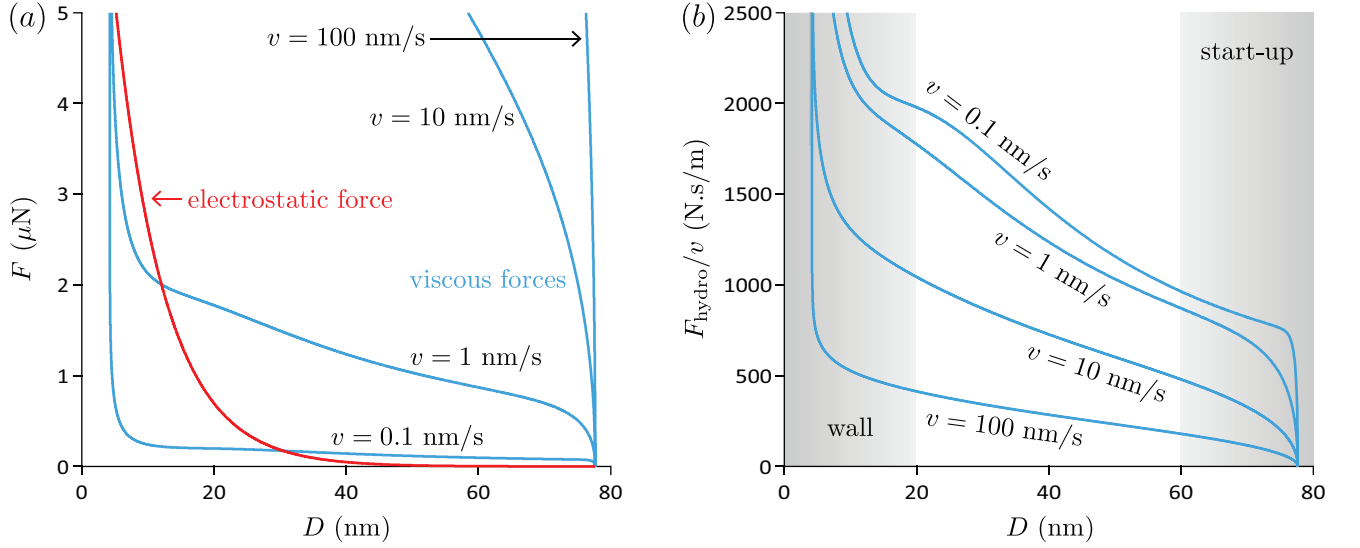 (a)
5
4
3
2
1
0
F (μN)
v = 100 nm/s
v = 10 nm/s
electrostatic force
viscous forces
v = 1 nm/s
v = 0.1 nm/s
0 20 40 60 80
D (nm)
(b)
2500
2000
1500
1000
500
0
F_hydro/v (N.s/m)
start-up
v = 0.1 nm/s
v = 1 nm/s
v = 10 nm/s
v = 100 nm/s
wall
0 20 40 60 80
D (nm)